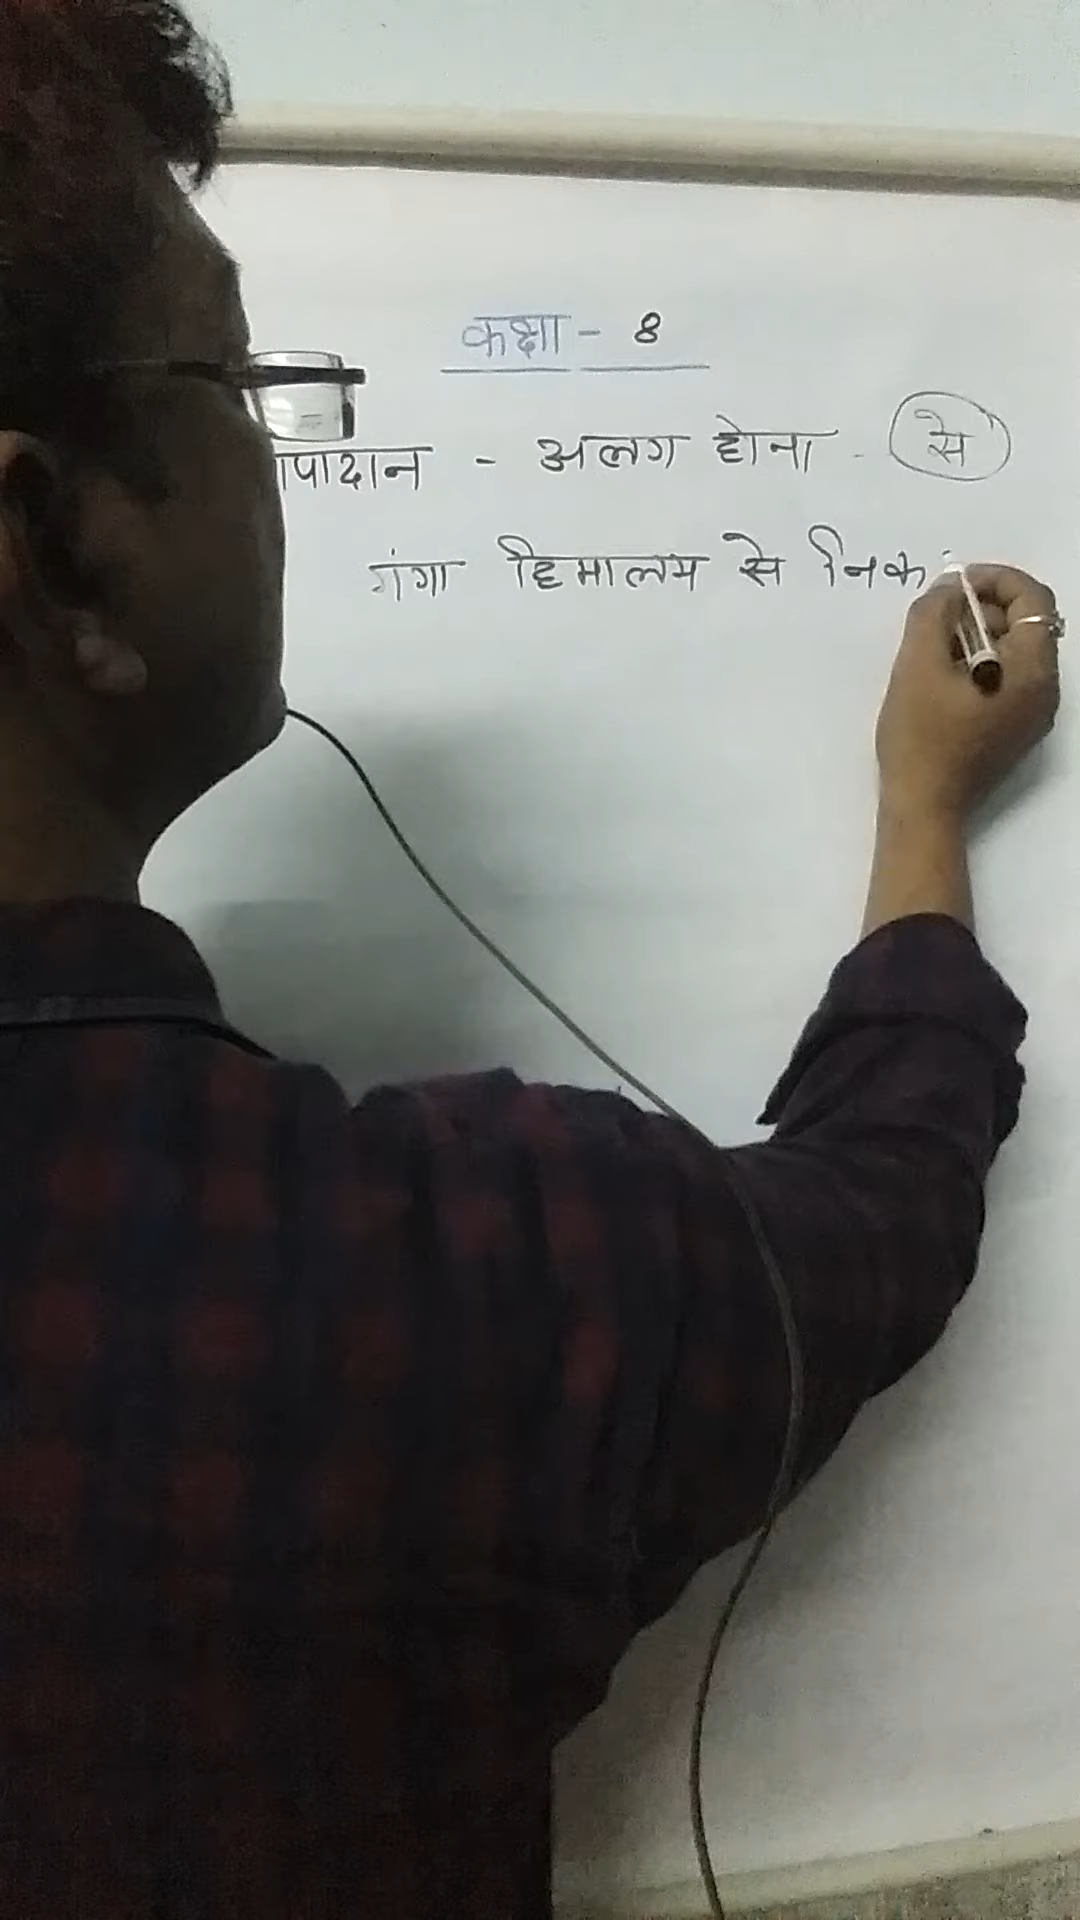 कक्षा - 8
पादान - अलग होना - से
गंगा हिमालय से निक